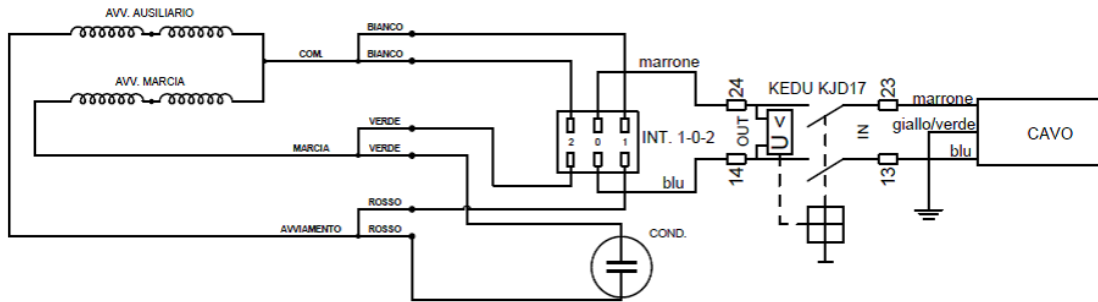 AVV. AUSILIARIO
AVV. MARCIA
COM.
BIANCO
BIANCO
VERDE
MARCIA
VERDE
ROSSO
AVVIAMENTO
ROSSO
COND.
2
0
1
INT. 1-0-2
marrone
blu
24
14
OUT
V
U
KEDU KJD17
IN
23
13
marrone
giallo/verde
blu
CAVO